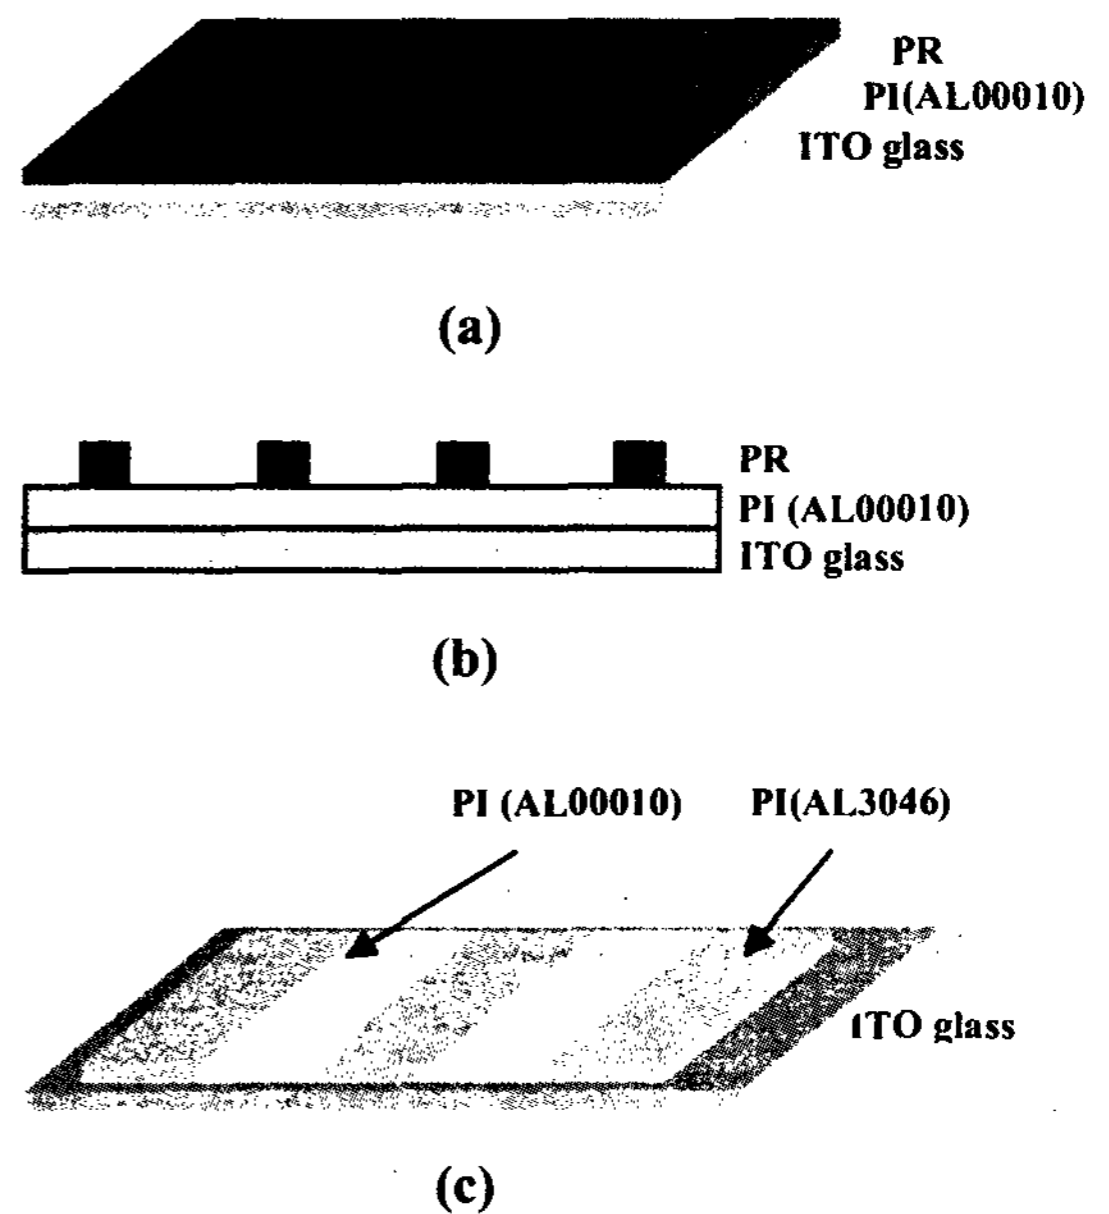 PR
PI(AL00010)
ITO glass
(a)
PR
PI (AL00010)
ITO glass
(b)
PI (AL00010) PI(AL3046)
ITO glass
(c)